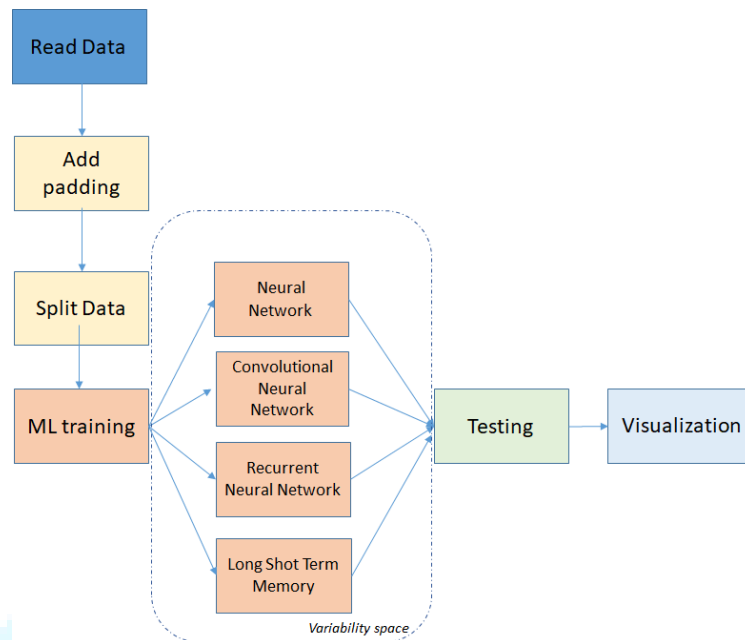 Read Data
Add
padding
Split Data
ML training
Neural
Network
Convolutional
Neural
Network
Recurrent
Neural Network
Long Shot Term
Memory
Variability space
Testing
Visualization